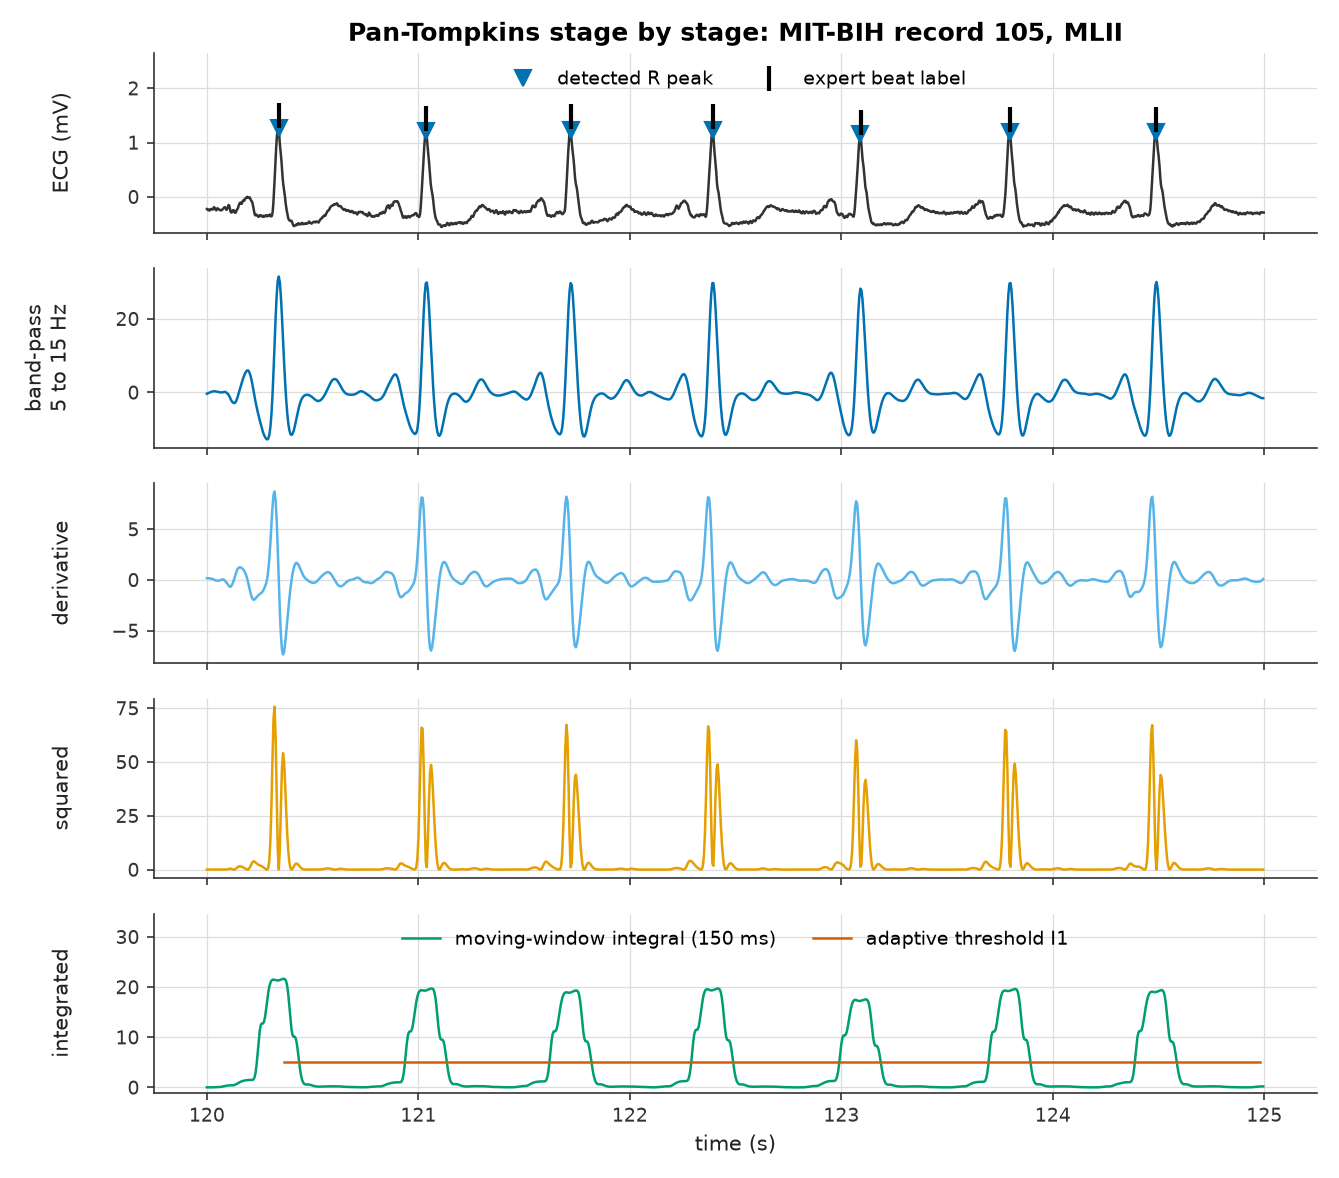 Pan-Tompkins stage by stage: MIT-BIH record 105, MLII
detected R peak
expert beat label
ECG (mV)
2
1
0
band-pass
5 to 15 Hz
20
0
derivative
5
0
−5
squared
75
50
25
0
moving-window integral (150 ms)
adaptive threshold I1
integrated
30
20
10
0
120
121
122
123
124
125
time (s)